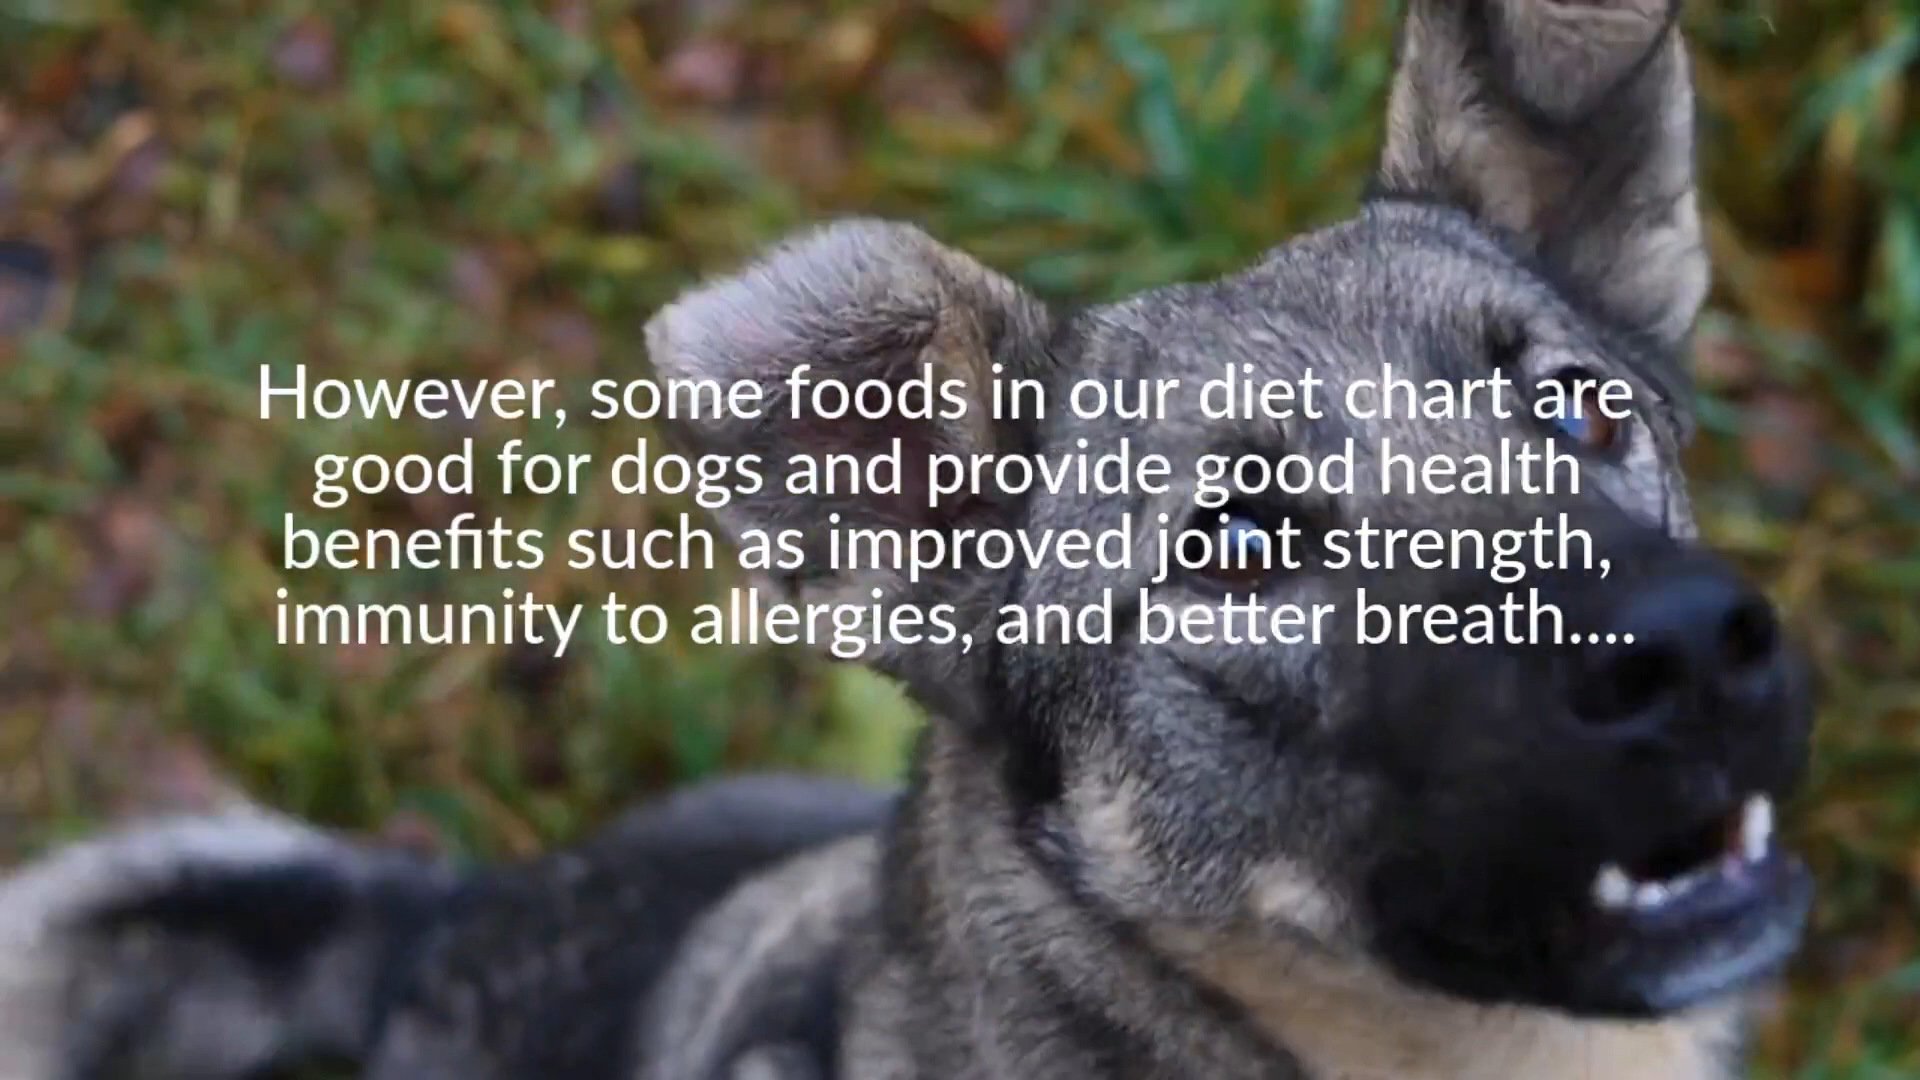 However, some foods in our diet chart are
good for dogs and provide good health
benefits such as improved joint strength,
immunity to allergies, and better breath....